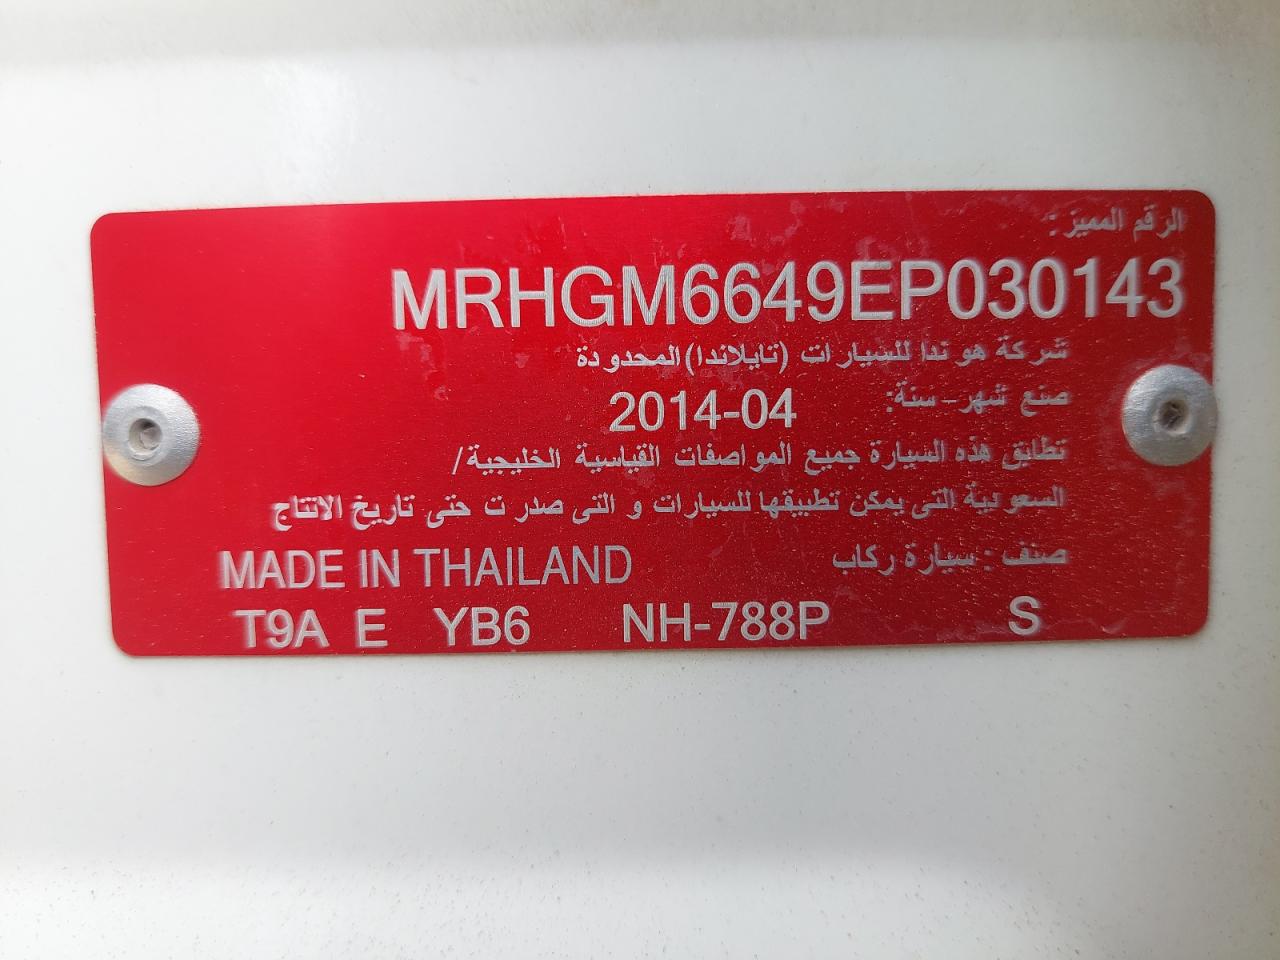 الرقم المميز:
MRHGM6649EP030143
شركة هوندا للسيارات (تايلاندا) المحدودة
صنع شهر - سنة: 2014-04
تطابق هذه السيارة جميع المواصفات القياسية الخليجية/
السعودية التى يمكن تطبيقها للسيارات و التى صدرت حتى تاريخ الانتاج
صنف : سيارة ركاب MADE IN THAILAND
T9A E YB6 NH-788P S